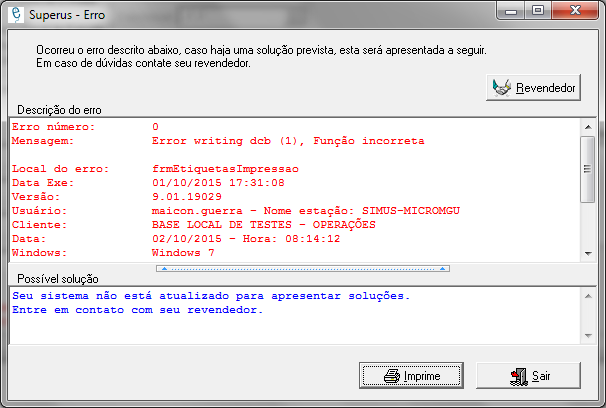 Superus - Erro
Ocorreu o erro descrito abaixo, caso haja uma solução prevista, esta será apresentada a seguir.
Em caso de dúvidas contate seu revendedor.
Revendedor
Descrição do erro
Erro número: 0
Mensagem: Error writing dcb (1), Função incorreta
Local do erro: frmEtiquetasImpressao
Data Exe: 01/10/2015 17:31:08
Versão: 9.01.19029
Usuário: maicon.guerra - Nome estação: SIMUS-MICROMGU
Cliente: BASE LOCAL DE TESTES - OPERAÇÕES
Data: 02/10/2015 - Hora: 08:14:12
Windows: Windows 7
Possível solução
Seu sistema não está atualizado para apresentar soluções.
Entre em contato com seu revendedor.
Imprime
Sair